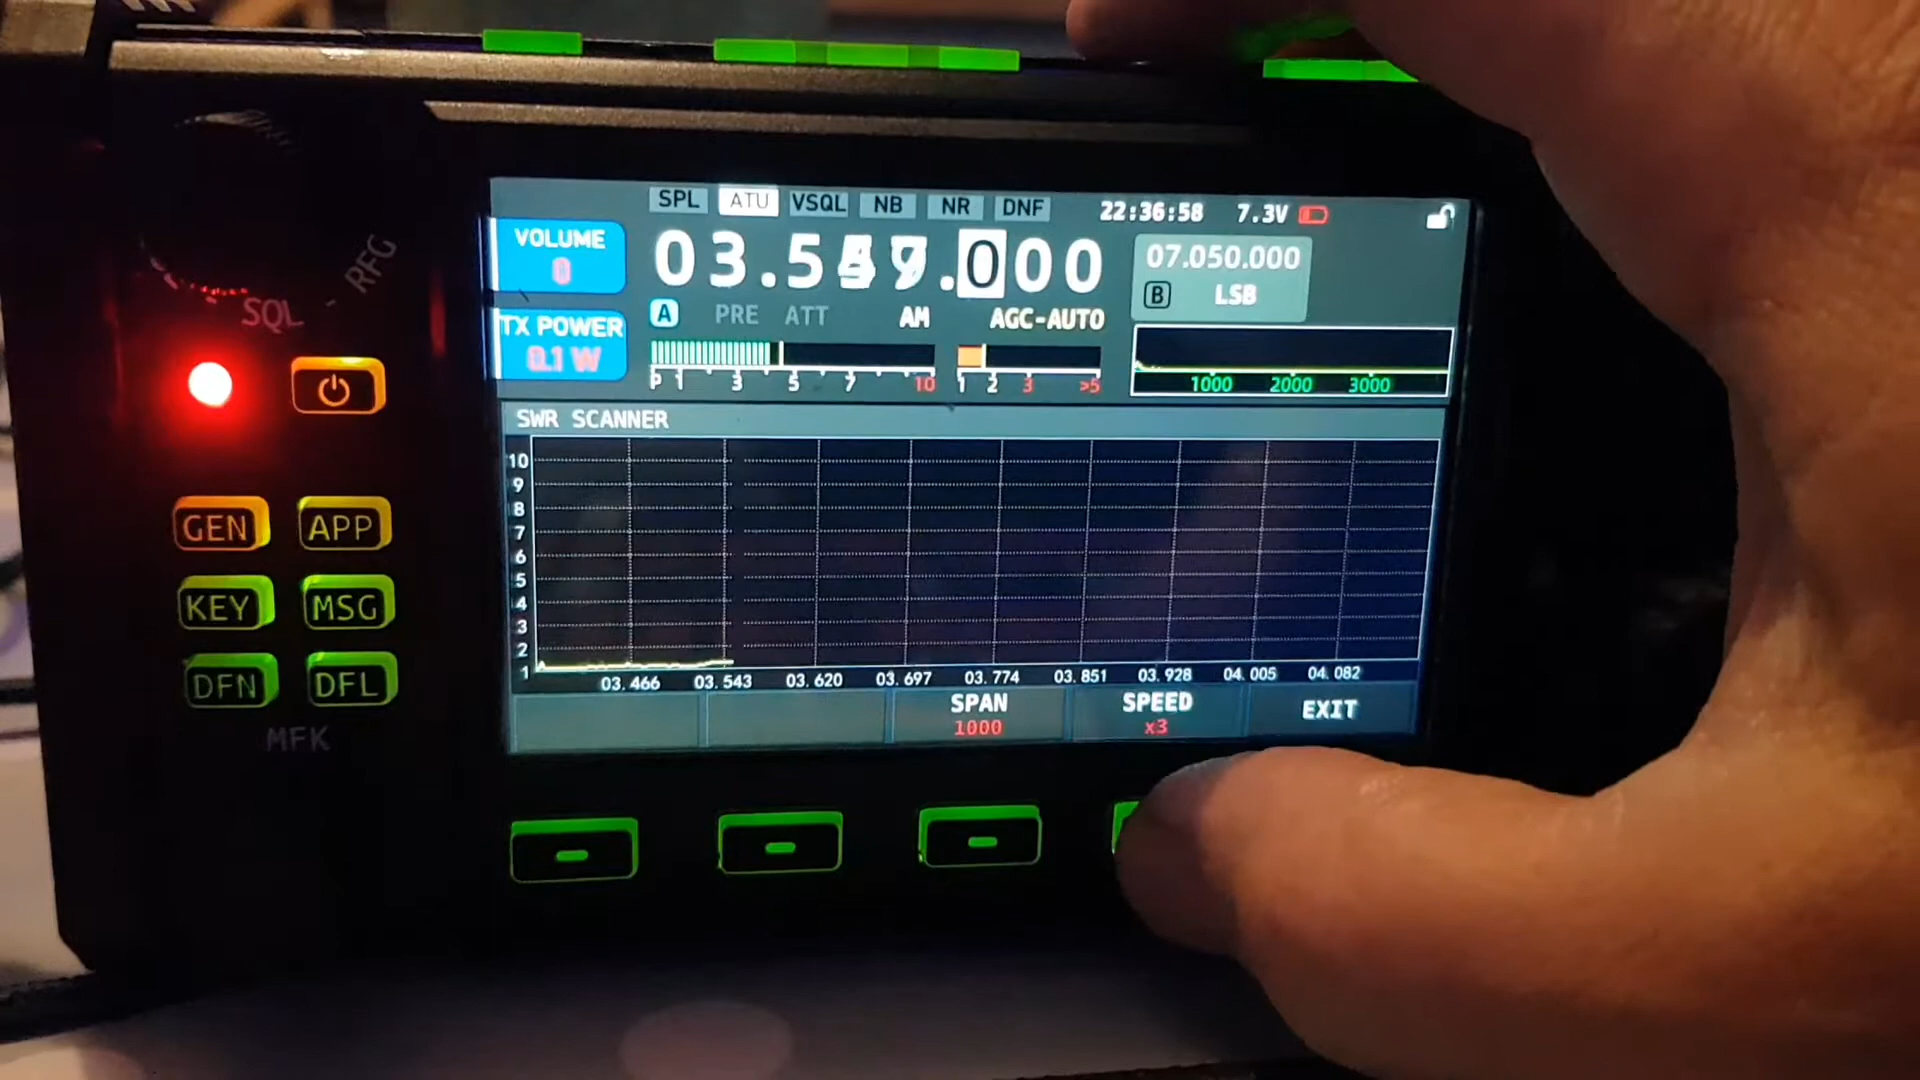 SPL ATU VSQL NB NR DNF 22:36:58 7.3V
VOLUME
0
07.050.000
B LSB
A PRE ATT AM AGC-AUTO
TX POWER
0.1 W
P 1 3 5 7 10 1 2 3 >5
1000 2000 3000
SWR SCANNER
10
9
8
7
6
5
4
3
2
1
03.466 03.543 03.620 03.697 03.774 03.851 03.928 04.005 04.082
SPAN
1000
SPEED
x3
EXIT
RFG
SQL
GEN APP
KEY MSG
DFN DFL
MFK